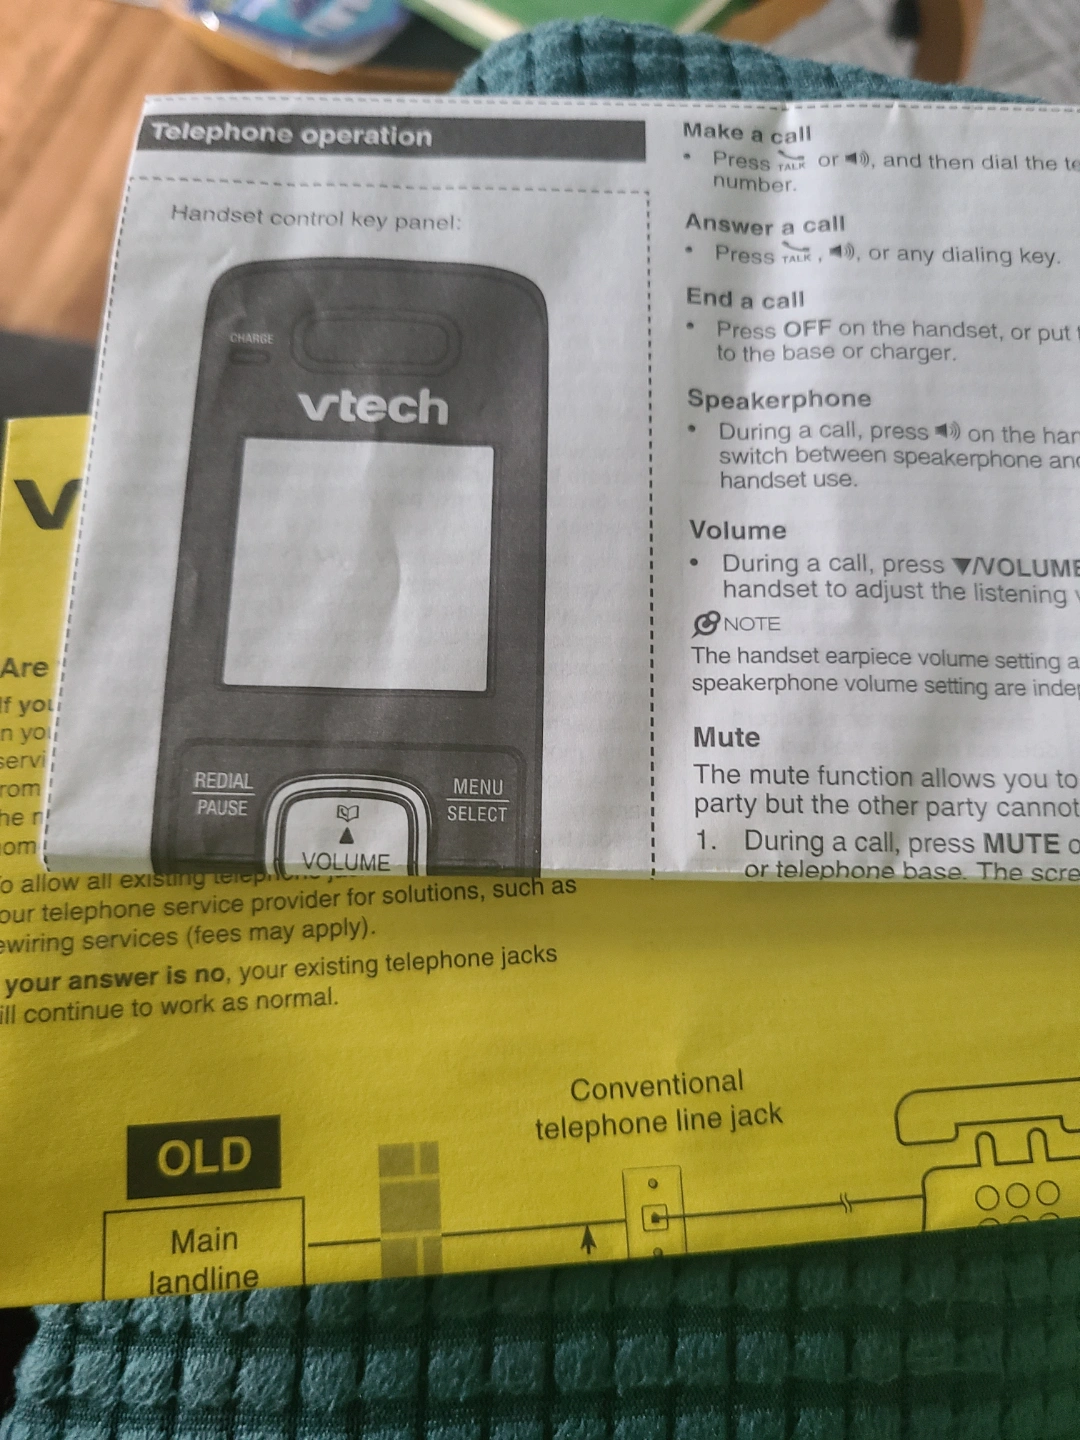 Telephone operation
Handset control key panel:
CHARGE
vtech
REDIAL
PAUSE
MENU
SELECT
VOLUME
Make a call
• Press TALK or , and then dial the te
number.
Answer a call
• Press TALK , , or any dialing key.
End a call
• Press OFF on the handset, or put
to the base or charger.
Speakerphone
• During a call, press on the han
switch between speakerphone and
handset use.
Volume
• During a call, press ▼/VOLUME
handset to adjust the listening
NOTE
The handset earpiece volume setting a
speakerphone volume setting are inde
Mute
The mute function allows you to
party but the other party cannot
1. During a call, press MUTE o
or telephone base. The scre
V
Are
If you
n you
servi
rom
he n
om
o allow all existing
our telephone service provider for solutions, such as
ewiring services (fees may apply).
your answer is no, your existing telephone jacks
ill continue to work as normal.
Conventional
telephone line jack
OLD
Main
landline